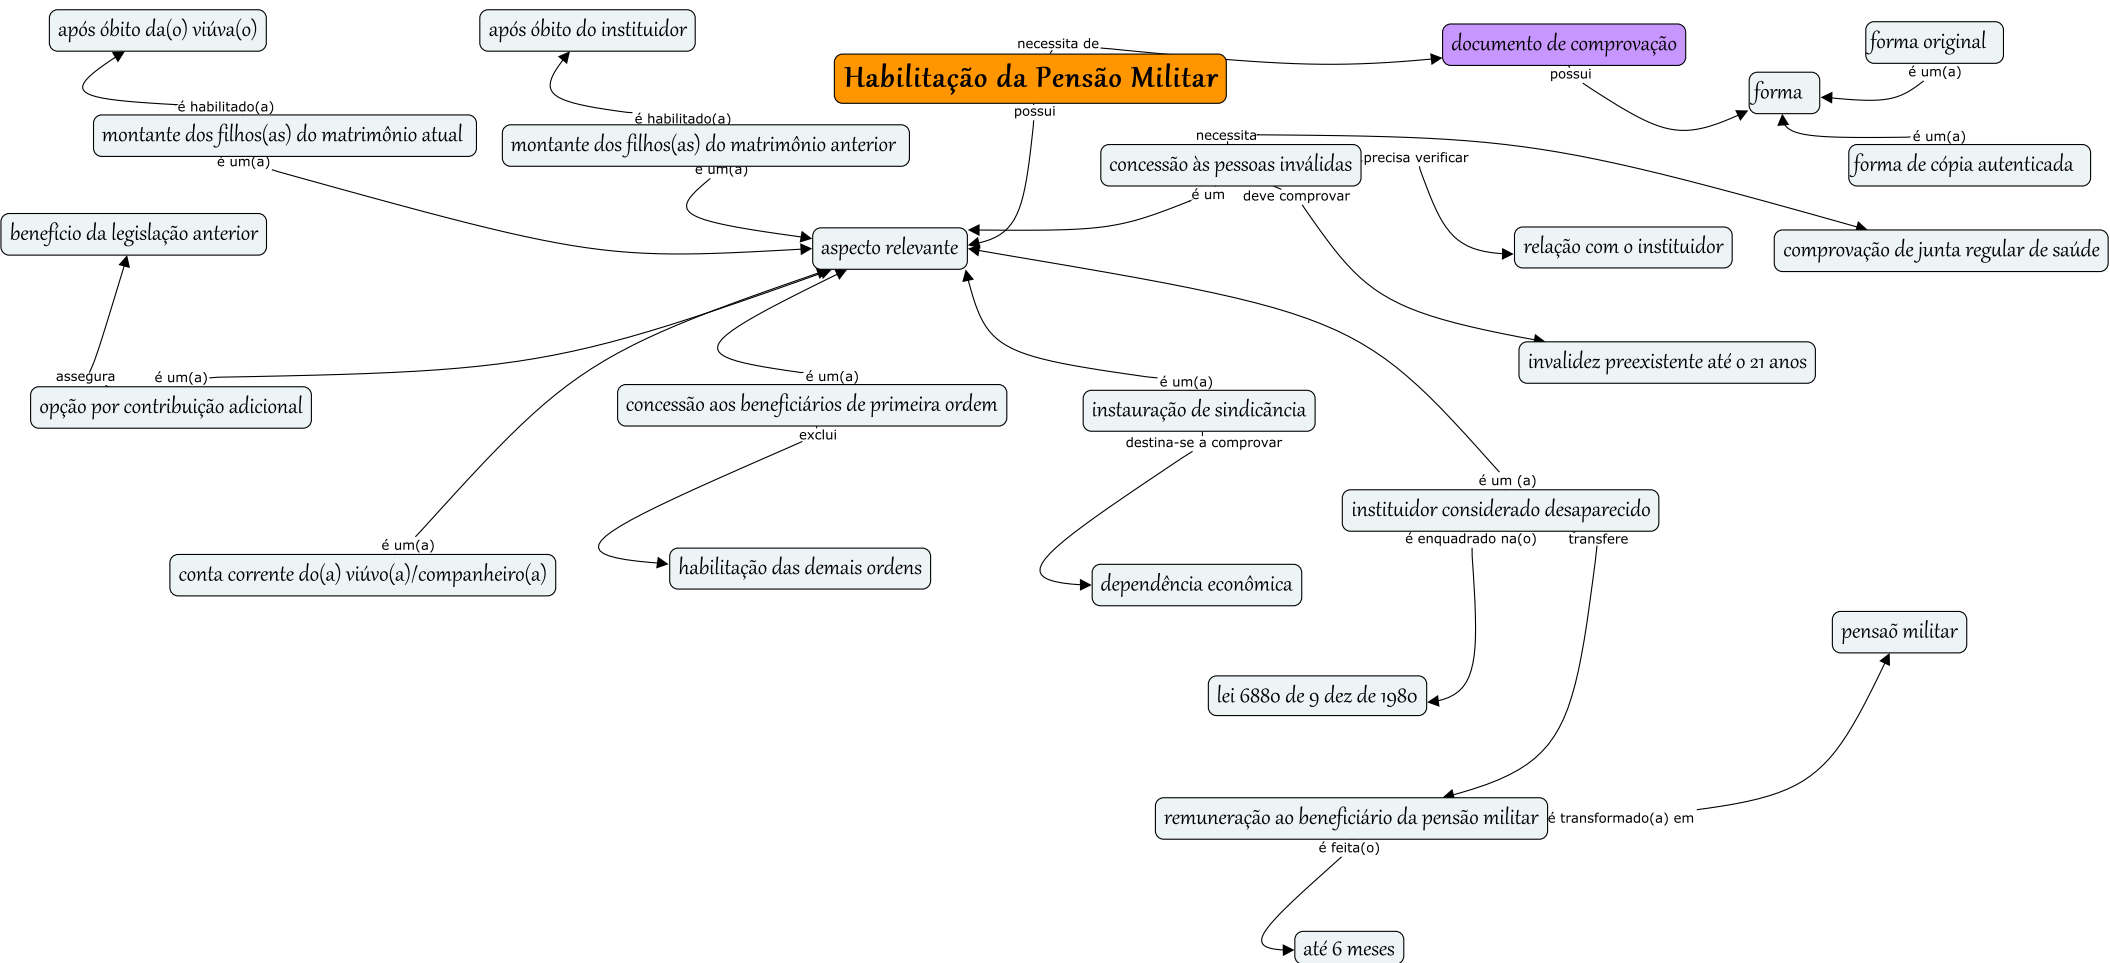 após óbito da(o) viúva(o)
após óbito do instituidor
necessita de
Habilitação da Pensão Militar
possui
documento de comprovação
possui
forma original
é um(a)
forma
é um(a)
forma de cópia autenticada
é habilitado(a)
montante dos filhos(as) do matrimônio atual
é um(a)
é habilitado(a)
montante dos filhos(as) do matrimônio anterior
é um(a)
necessita
concessão às pessoas inválidas
precisa verificar
é um
deve comprovar
beneficio da legislação anterior
aspecto relevante
relação com o instituidor
comprovação de junta regular de saúde
invalidez preexistente até o 21 anos
assegura
é um(a)
opção por contribuição adicional
é um(a)
concessão aos beneficiários de primeira ordem
exclui
é um(a)
instauração de sindicãncia
destina-se a comprovar
é um (a)
instituidor considerado desaparecido
é enquadrado na(o)
transfere
é um(a)
conta corrente do(a) viúvo(a)/companheiro(a)
habilitação das demais ordens
dependência econômica
pensaõ militar
lei 6880 de 9 dez de 1980
remuneração ao beneficiário da pensão militar
é transformado(a) em
é feita(o)
até 6 meses